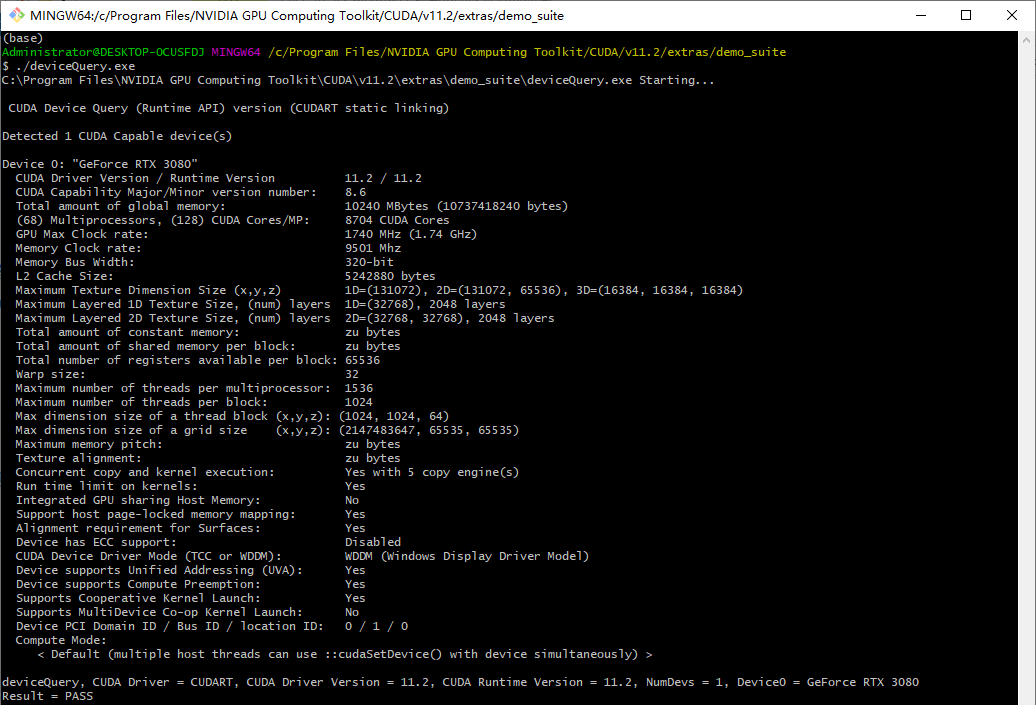 MINGW64:/c/Program Files/NVIDIA GPU Computing Toolkit/CUDA/v11.2/extras/demo_suite
(base)
Administrator@DESKTOP-OCUSFDJ MINGW64 /c/Program Files/NVIDIA GPU Computing Toolkit/CUDA/v11.2/extras/demo_suite
$ ./deviceQuery.exe
C:\Program Files\NVIDIA GPU Computing Toolkit\CUDA\v11.2\extras\demo_suite\deviceQuery.exe Starting...

 CUDA Device Query (Runtime API) version (CUDART static linking)

Detected 1 CUDA Capable device(s)

Device 0: "GeForce RTX 3080"
  CUDA Driver Version / Runtime Version          11.2 / 11.2
  CUDA Capability Major/Minor version number:    8.6
  Total amount of global memory:                 10240 MBytes (10737418240 bytes)
  (68) Multiprocessors, (128) CUDA Cores/MP:     8704 CUDA Cores
  GPU Max Clock rate:                            1740 MHz (1.74 GHz)
  Memory Clock rate:                             9501 Mhz
  Memory Bus Width:                              320-bit
  L2 Cache Size:                                 5242880 bytes
  Maximum Texture Dimension Size (x,y,z)         1D=(131072), 2D=(131072, 65536), 3D=(16384, 16384, 16384)
  Maximum Layered 1D Texture Size, (num) layers  1D=(32768), 2048 layers
  Maximum Layered 2D Texture Size, (num) layers  2D=(32768, 32768), 2048 layers
  Total amount of constant memory:               zu bytes
  Total amount of shared memory per block:       zu bytes
  Total number of registers available per block: 65536
  Warp size:                                     32
  Maximum number of threads per multiprocessor:  1536
  Maximum number of threads per block:           1024
  Max dimension size of a thread block (x,y,z): (1024, 1024, 64)
  Max dimension size of a grid size    (x,y,z): (2147483647, 65535, 65535)
  Maximum memory pitch:                          zu bytes
  Texture alignment:                             zu bytes
  Concurrent copy and kernel execution:          Yes with 5 copy engine(s)
  Run time limit on kernels:                     Yes
  Integrated GPU sharing Host Memory:            No
  Support host page-locked memory mapping:       Yes
  Alignment requirement for Surfaces:            Yes
  Device has ECC support:                        Disabled
  CUDA Device Driver Mode (TCC or WDDM):         WDDM (Windows Display Driver Model)
  Device supports Unified Addressing (UVA):      Yes
  Device supports Compute Preemption:            Yes
  Supports Cooperative Kernel Launch:            Yes
  Supports MultiDevice Co-op Kernel Launch:      No
  Device PCI Domain ID / Bus ID / location ID:   0 / 1 / 0
  Compute Mode:
     < Default (multiple host threads can use ::cudaSetDevice() with device simultaneously) >

deviceQuery, CUDA Driver = CUDART, CUDA Driver Version = 11.2, CUDA Runtime Version = 11.2, NumDevs = 1, Device0 = GeForce RTX 3080
Result = PASS